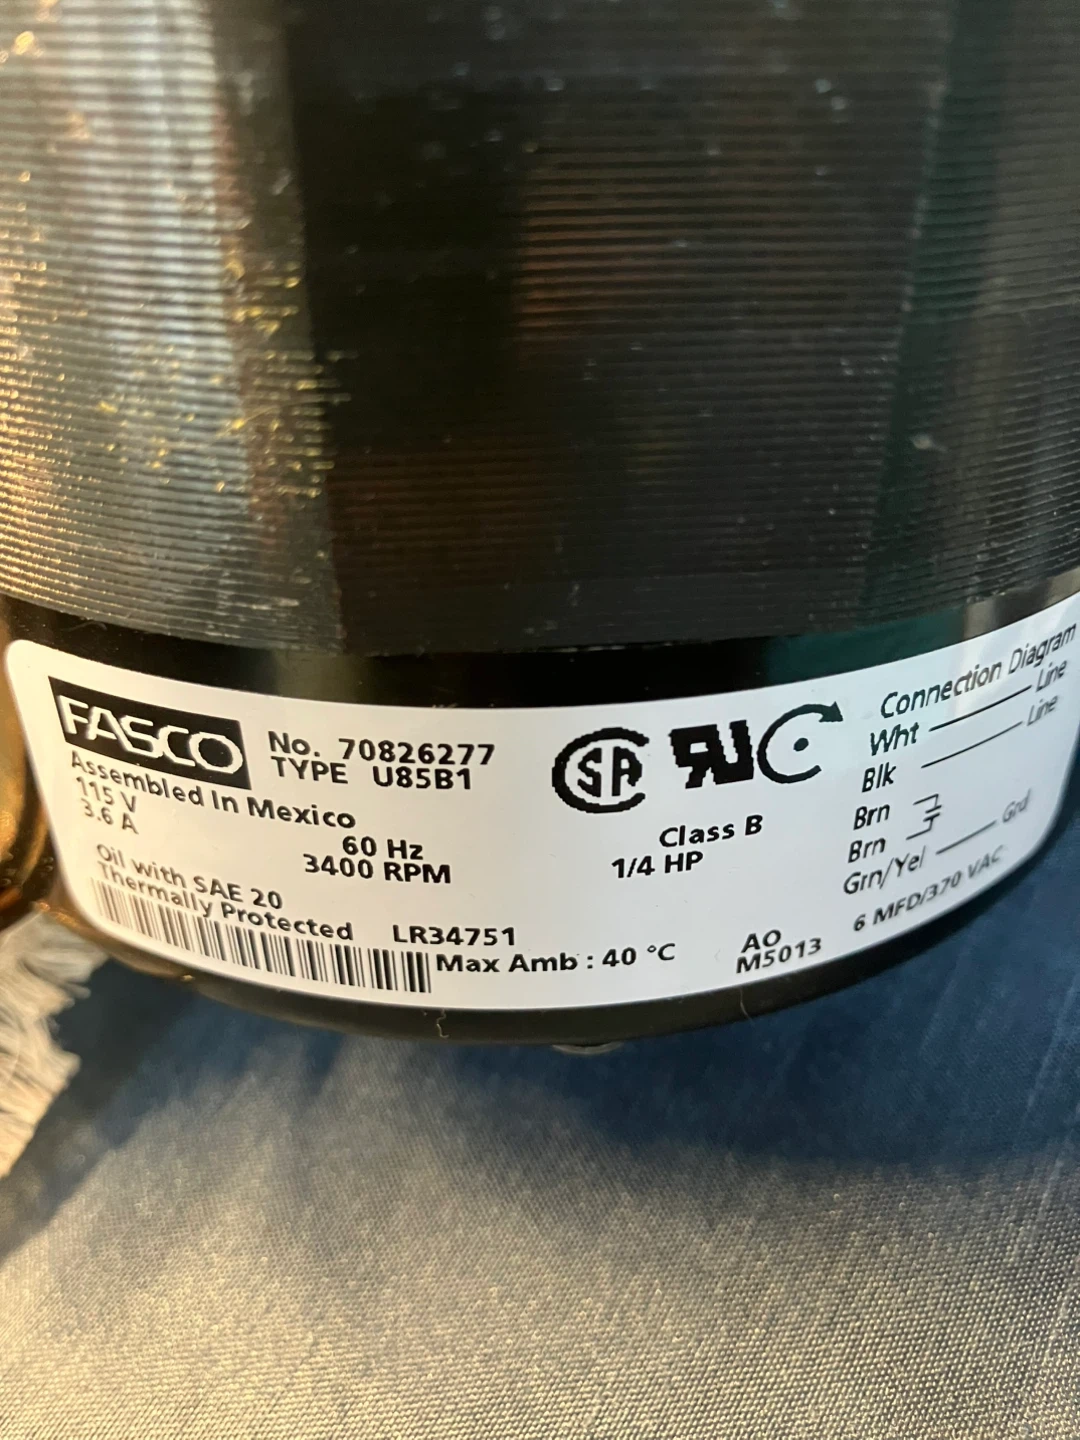 FASCO
No. 70826277
TYPE U85B1
Assembled In Mexico
115 V
60 Hz
3.6 A
3400 RPM
Oil with SAE 20
Thermally Protected
LR34751
Max Amb : 40 °C
SA
Class B
1/4 HP
AO
M5013
Connection Diagram
Wht Line
Blk Line
Brn
Brn
Grn/Yel Grd
6 MFD/370 VAC